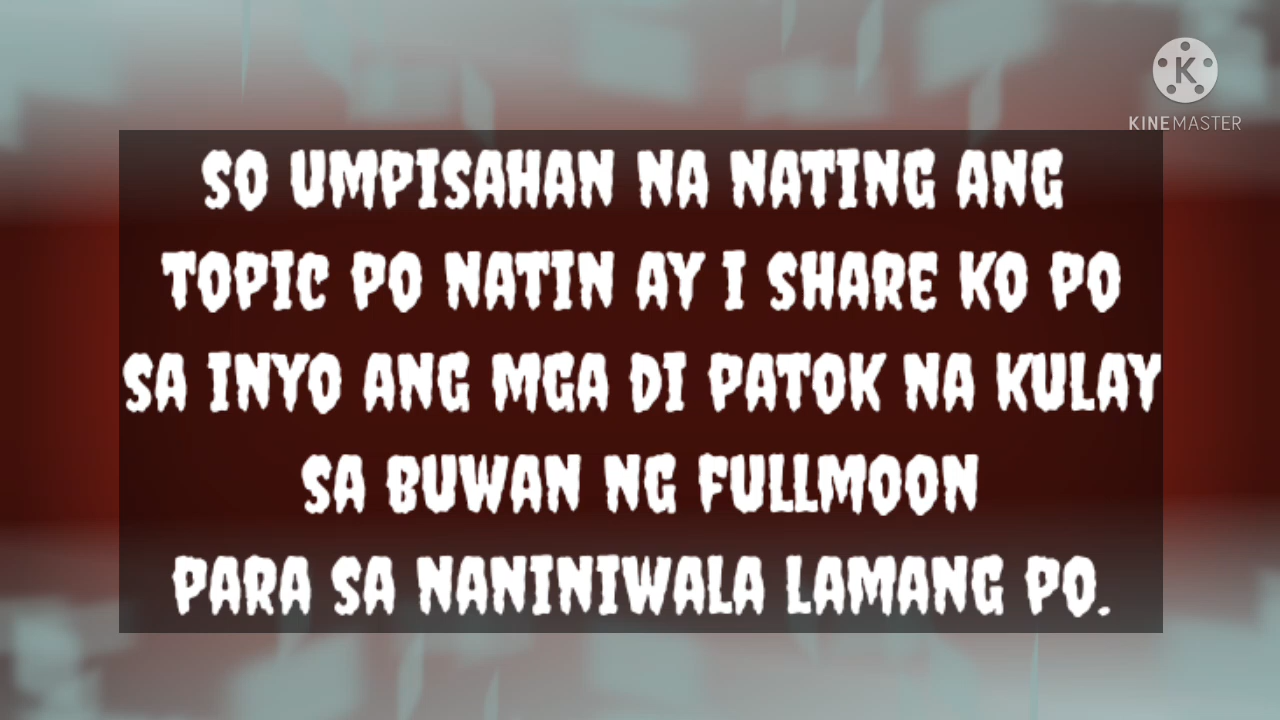 K
KINEMASTER
SO UMPISAHAN NA NATING ANG
TOPIC PO NATIN AY I SHARE KO PO
SA INYO ANG MGA DI PATOK NA KULAY
SA BUWAN NG FULLMOON
PARA SA NANINIWALA LAMANG PO.